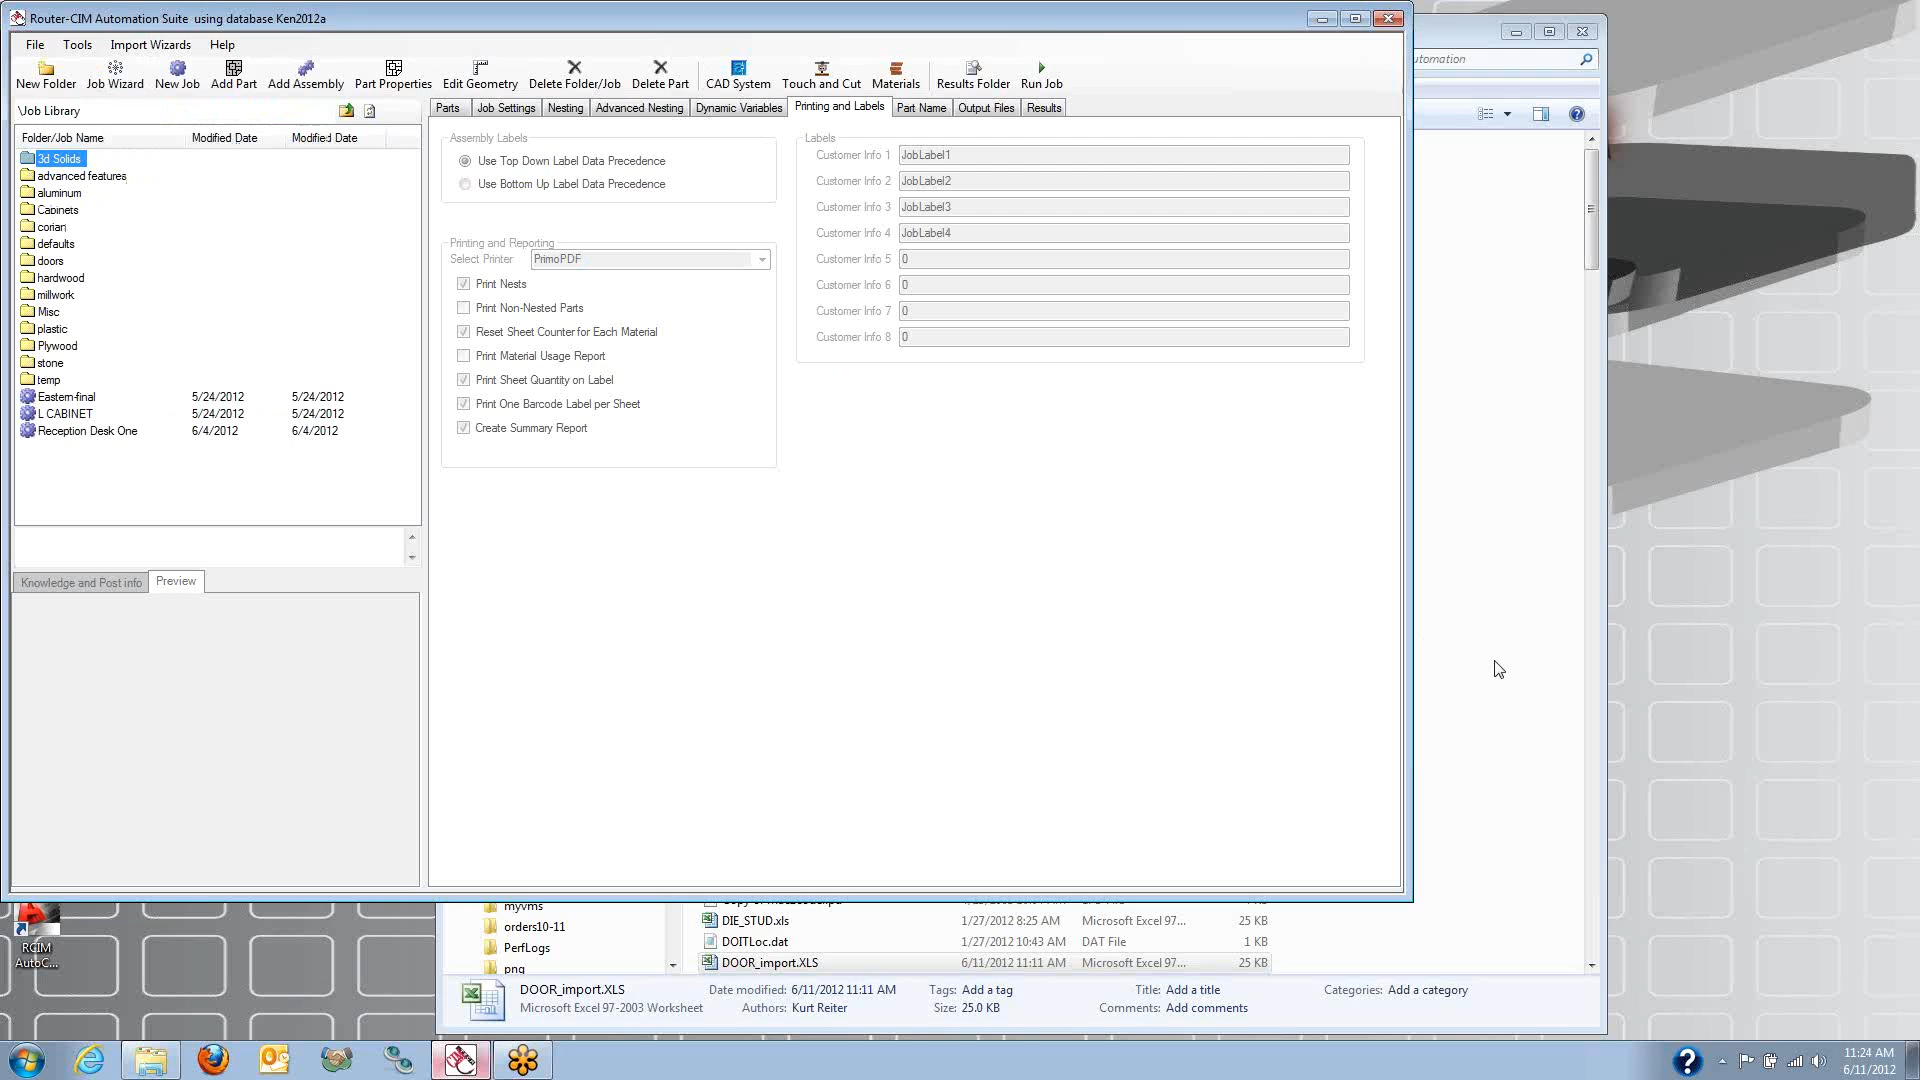 Router-CIM Automation Suite using database Ken2012a
File Tools Import Wizards Help
New Folder Job Wizard New Job Add Part Add Assembly Part Properties Edit Geometry Delete Folder/Job Delete Part CAD System Touch and Cut Materials Results Folder Run Job
\Job Library
Parts Job Settings Nesting Advanced Nesting Dynamic Variables Printing and Labels Part Name Output Files Results
Folder/Job Name Modified Date Modified Date
3d Solids
advanced features
aluminum
Cabinets
corian
defaults
doors
hardwood
millwork
Misc
plastic
Plywood
stone
temp
Eastern-final 5/24/2012 5/24/2012
L CABINET 5/24/2012 5/24/2012
Reception Desk One 6/4/2012 6/4/2012
Knowledge and Post info Preview
Assembly Labels
Use Top Down Label Data Precedence
Use Bottom Up Label Data Precedence
Printing and Reporting
Select Printer PrimoPDF
Print Nests
Print Non-Nested Parts
Reset Sheet Counter for Each Material
Print Material Usage Report
Print Sheet Quantity on Label
Print One Barcode Label per Sheet
Create Summary Report
Labels
Customer Info 1 JobLabel1
Customer Info 2 JobLabel2
Customer Info 3 JobLabel3
Customer Info 4 JobLabel4
Customer Info 5 0
Customer Info 6 0
Customer Info 7 0
Customer Info 8 0
utomation
myvms
orders10-11
PerfLogs
png
DIE_STUD.xls 1/27/2012 8:25 AM Microsoft Excel 97... 25 KB
DOITLoc.dat 1/27/2012 10:43 AM DAT File 1 KB
DOOR_import.XLS 6/11/2012 11:11 AM Microsoft Excel 97... 25 KB
DOOR_import.XLS Date modified: 6/11/2012 11:11 AM Tags: Add a tag Title: Add a title Categories: Add a category
Microsoft Excel 97-2003 Worksheet Authors: Kurt Reiter Size: 25.0 KB Comments: Add comments
RCIM
AutoC...
11:24 AM
6/11/2012